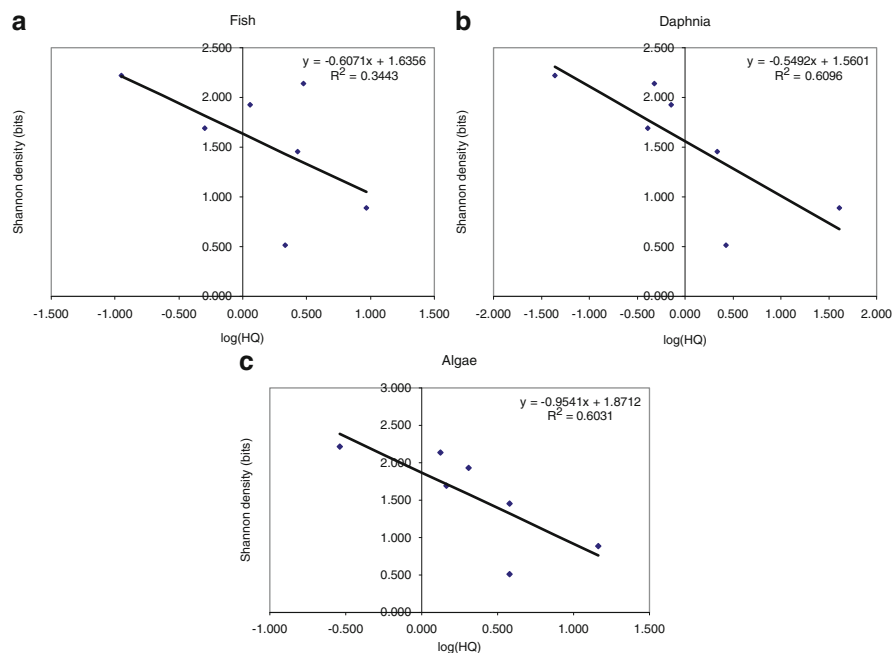 a
Fish
y = -0.6071x + 1.6356
R2 = 0.3443
2.500
2.000
1.500
1.000
0.500
0.000
-1.500 -1.000 -0.500 0.000 0.500 1.000 1.500
log(HQ)
Shannon density (bits)
b
Daphnia
y = -0.5492x + 1.5601
R2 = 0.6096
2.500
2.000
1.500
1.000
0.500
0.000
-2.000 -1.500 -1.000 -0.500 0.000 0.500 1.000 1.500 2.000
log(HQ)
Shannon density (bits)
c
Algae
y = -0.9541x + 1.8712
R2 = 0.6031
3.000
2.500
2.000
1.500
1.000
0.500
0.000
-1.000 -0.500 0.000 0.500 1.000 1.500
log(HQ)
Shannon density (bits)